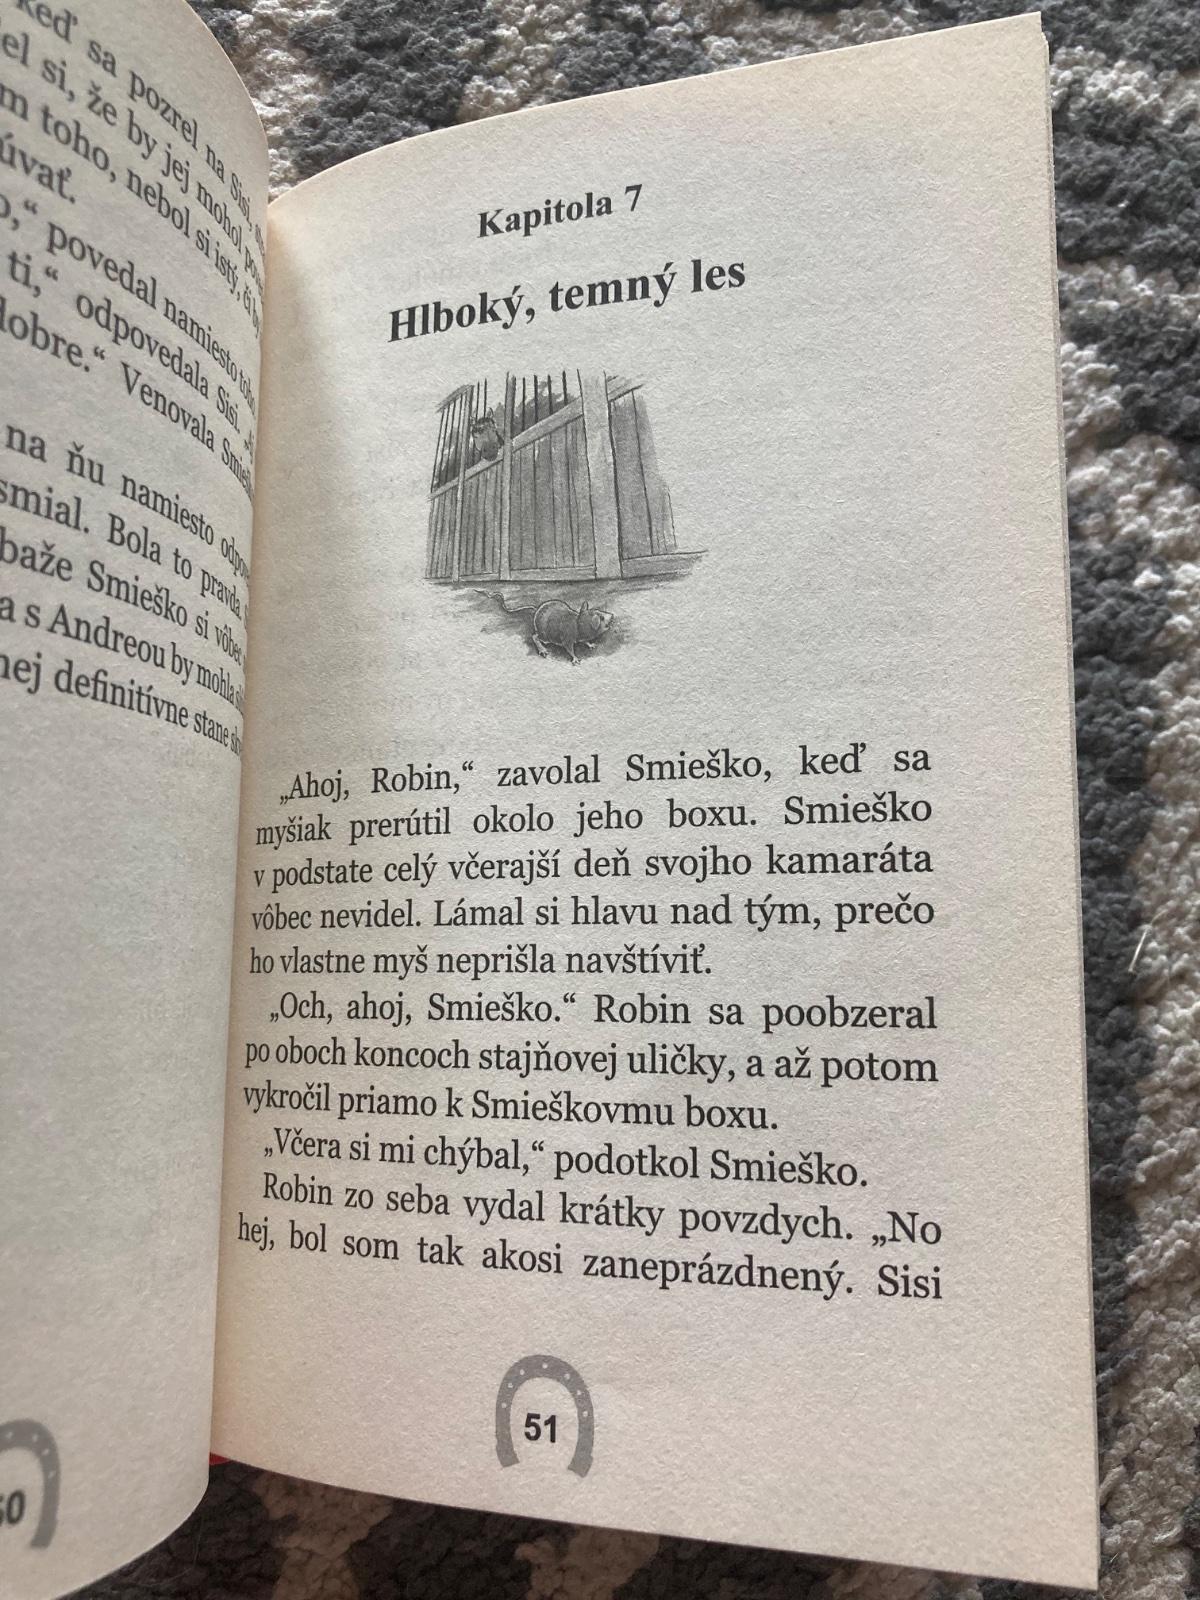 keď sa pozrel na Sisi,
si, že by jej mohol
toho, nebol si istý, či by
povedal namiesto toho.
ti,“ odpovedala Sisi.
dobre.“ Venovala
na ňu namiesto
smial. Bola to pravda
Smieško si vôbec
a s Andreou by mohla
nej definitívne stane
Kapitola 7
Hlboký, temný les
„Ahoj, Robin,“ zavolal Smieško, keď sa
myšiak prerútil okolo jeho boxu. Smieško
v podstate celý včerajší deň svojho kamaráta
vôbec nevidel. Lámal si hlavu nad tým, prečo
ho vlastne myš neprišla navštíviť.
„Och, ahoj, Smieško.“ Robin sa poobzeral
po oboch koncoch stajňovej uličky, a až potom
vykročil priamo k Smieškovmu boxu.
„Včera si mi chýbal,“ podotkol Smieško.
Robin zo seba vydal krátky povzdych. „No
hej, bol som tak akosi zaneprázdnený. Sisi
51